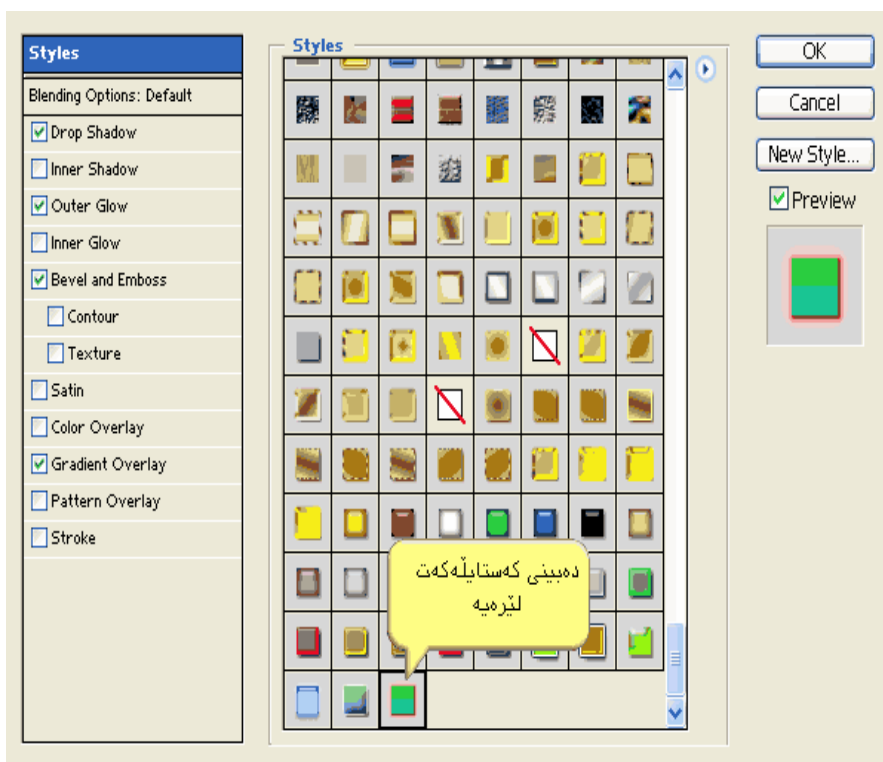 Styles
Blending Options: Default
Drop Shadow
Inner Shadow
Outer Glow
Inner Glow
Bevel and Emboss
Contour
Texture
Satin
Color Overlay
Gradient Overlay
Pattern Overlay
Stroke
Styles
دەبینی کەستایڵەکەت
لێرەیە
OK
Cancel
New Style...
Preview